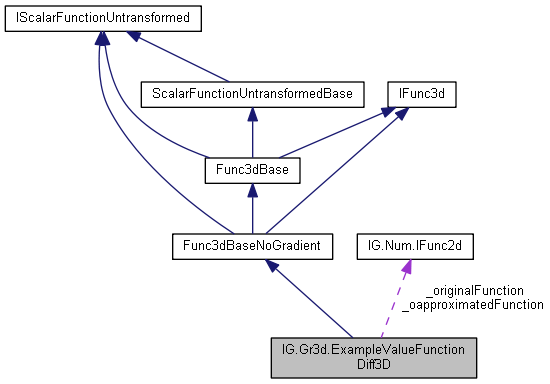 IScalarFunctionUntransformed
ScalarFunctionUntransformedBase
IFunc3d
Func3dBase
Func3dBaseNoGradient
IG.Num.IFunc2d
_originalFunction
_oapproximatedFunction
IG.Gr3d.ExampleValueFunction
Diff3D